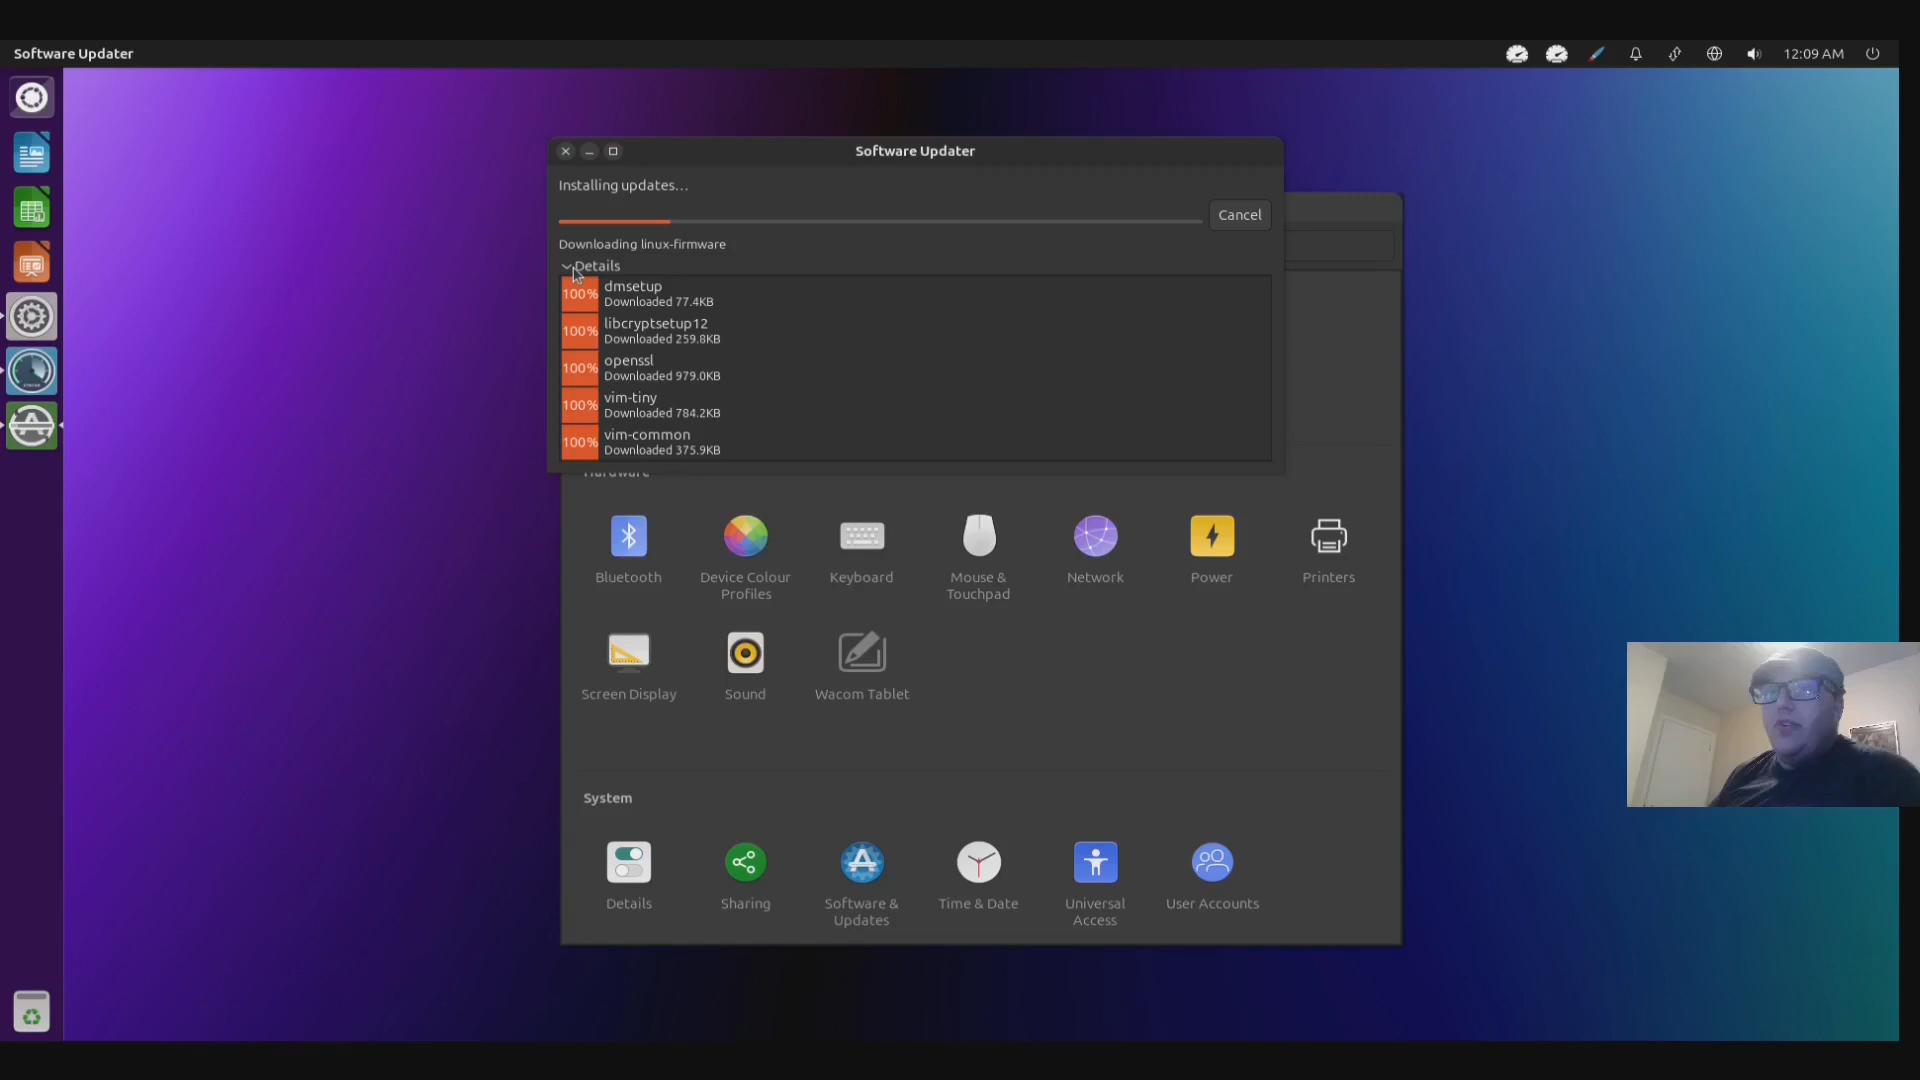 Software Updater
12:09 AM
Software Updater
Installing updates...
Cancel
Downloading linux-firmware
Details
100%
dmsetup
Downloaded 77.4KB
100%
libcryptsetup12
Downloaded 259.8KB
100%
openssl
Downloaded 979.0KB
100%
vim-tiny
Downloaded 784.2KB
100%
vim-common
Downloaded 375.9KB
Hardware
Bluetooth
Device Colour
Profiles
Keyboard
Mouse &
Touchpad
Network
Power
Printers
Screen Display
Sound
Wacom Tablet
System
Details
Sharing
Software &
Updates
Time & Date
Universal
Access
User Accounts